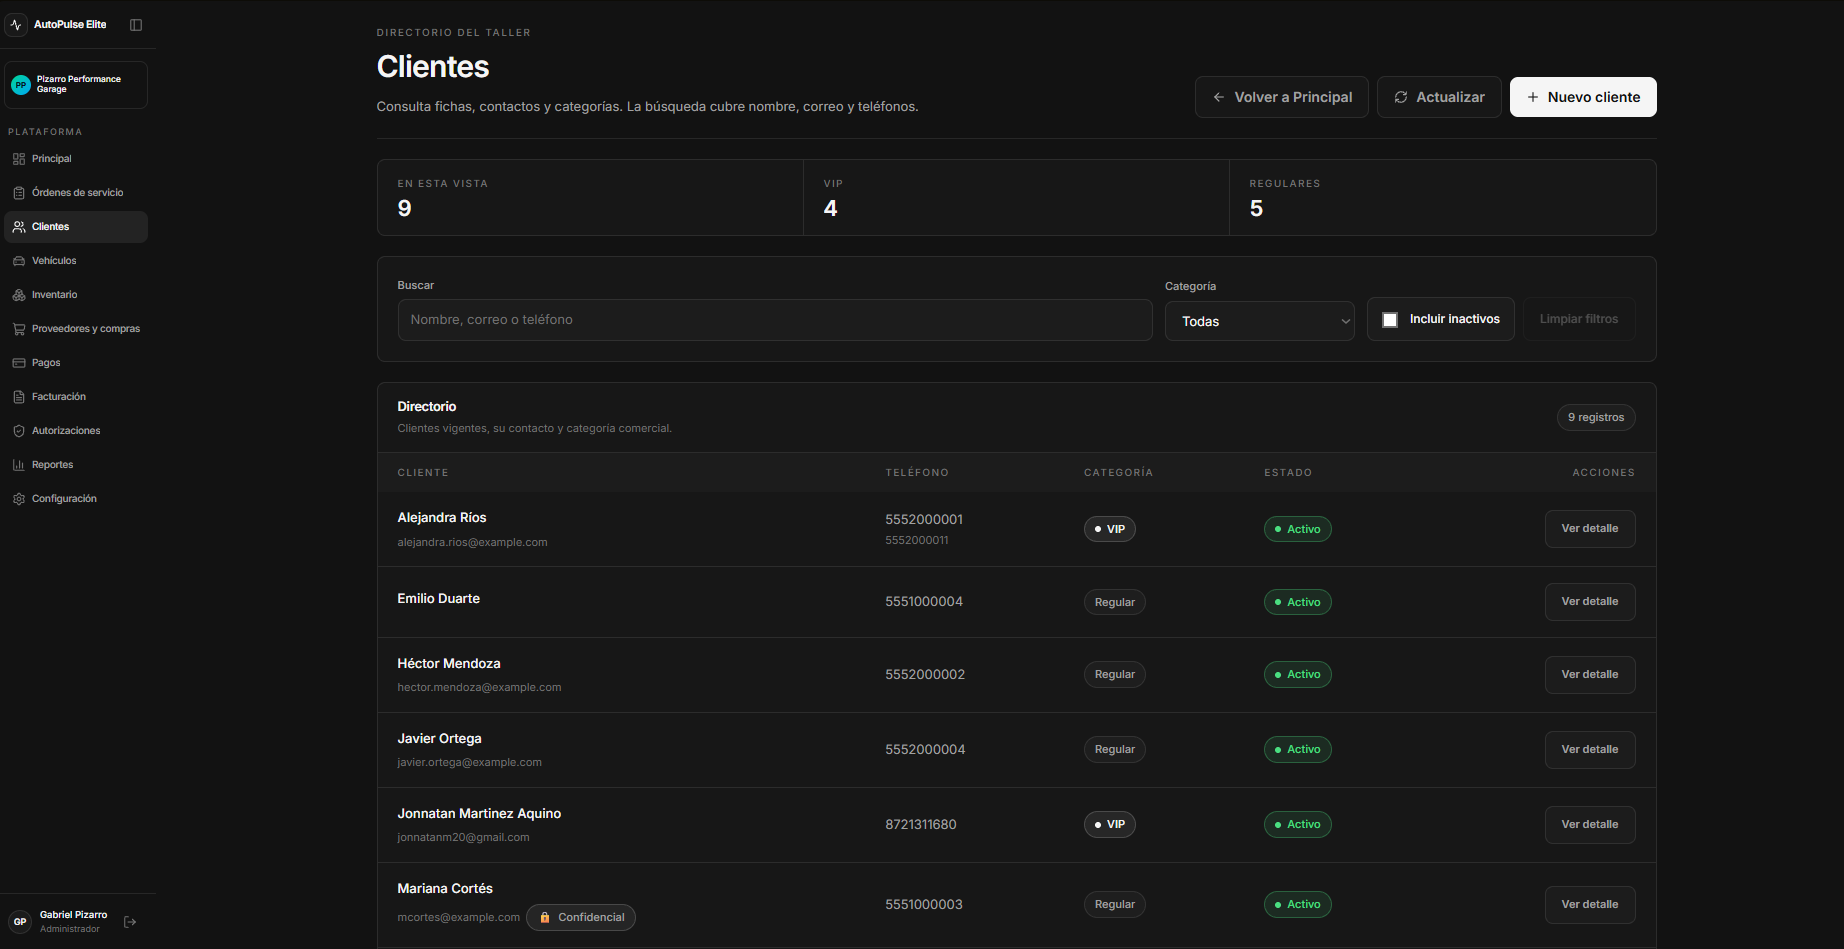 AutoPulse Elite
PP
Pizarro Performance
Garage
PLATAFORMA
Principal
Órdenes de servicio
Clientes
Vehículos
Inventario
Proveedores y compras
Pagos
Facturación
Autorizaciones
Reportes
Configuración
GP
Gabriel Pizarro
Administrador
DIRECTORIO DEL TALLER
Clientes
Consulta fichas, contactos y categorías. La búsqueda cubre nombre, correo y teléfonos.
Volver a Principal
Actualizar
+ Nuevo cliente
EN ESTA VISTA
9
VIP
4
REGULARES
5
Buscar
Nombre, correo o teléfono
Categoría
Todas
Incluir inactivos
Limpiar filtros
Directorio
Clientes vigentes, su contacto y categoría comercial.
9 registros
CLIENTE TELÉFONO CATEGORÍA ESTADO ACCIONES
Alejandra Ríos
alejandra.rios@example.com
5552000001
5552000011
VIP
Activo
Ver detalle
Emilio Duarte
5551000004
Regular
Activo
Ver detalle
Héctor Mendoza
hector.mendoza@example.com
5552000002
Regular
Activo
Ver detalle
Javier Ortega
javier.ortega@example.com
5552000004
Regular
Activo
Ver detalle
Jonnatan Martinez Aquino
jonnatanm20@gmail.com
8721311680
VIP
Activo
Ver detalle
Mariana Cortés
mcortes@example.com
Confidencial
5551000003
Regular
Activo
Ver detalle